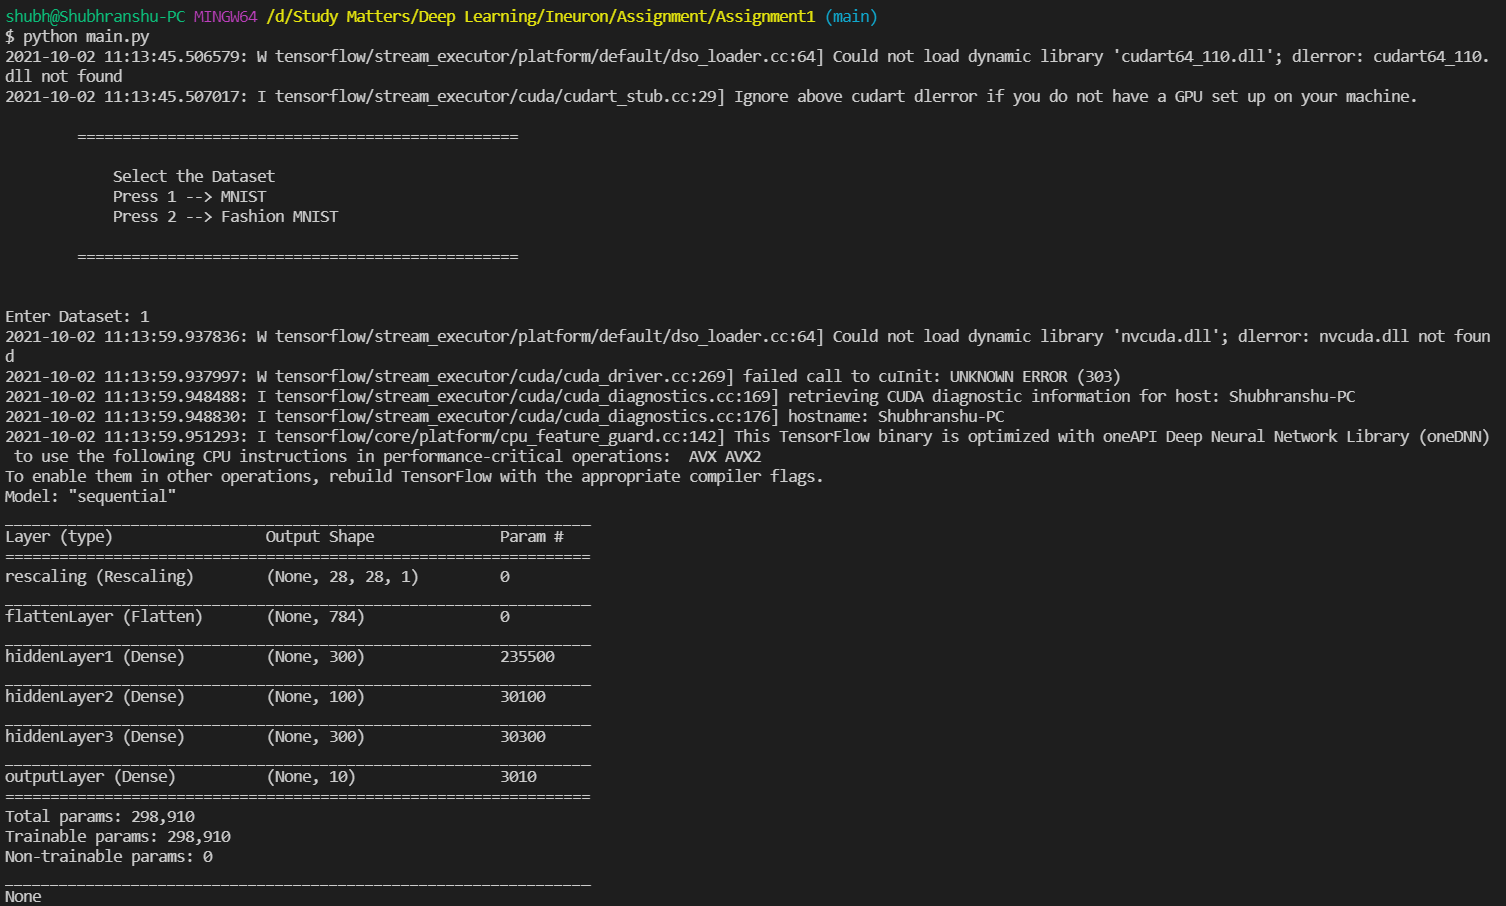 shubh@Shubhranshu-PC MINGW64 /d/Study Matters/Deep Learning/Ineuron/Assignment/Assignment1 (main)
$ python main.py
2021-10-02 11:13:45.506579: W tensorflow/stream_executor/platform/default/dso_loader.cc:64] Could not load dynamic library 'cudart64_110.dll'; dlerror: cudart64_110.
dll not found
2021-10-02 11:13:45.507017: I tensorflow/stream_executor/cuda/cudart_stub.cc:29] Ignore above cudart dlerror if you do not have a GPU set up on your machine.
=================================================
Select the Dataset
Press 1 --> MNIST
Press 2 --> Fashion MNIST
=================================================
Enter Dataset: 1
2021-10-02 11:13:59.937836: W tensorflow/stream_executor/platform/default/dso_loader.cc:64] Could not load dynamic library 'nvcuda.dll'; dlerror: nvcuda.dll not foun
d
2021-10-02 11:13:59.937997: W tensorflow/stream_executor/cuda/cuda_driver.cc:269] failed call to cuInit: UNKNOWN ERROR (303)
2021-10-02 11:13:59.948488: I tensorflow/stream_executor/cuda/cuda_diagnostics.cc:169] retrieving CUDA diagnostic information for host: Shubhranshu-PC
2021-10-02 11:13:59.948830: I tensorflow/stream_executor/cuda/cuda_diagnostics.cc:176] hostname: Shubhranshu-PC
2021-10-02 11:13:59.951293: I tensorflow/core/platform/cpu_feature_guard.cc:142] This TensorFlow binary is optimized with oneAPI Deep Neural Network Library (oneDNN)
 to use the following CPU instructions in performance-critical operations:  AVX AVX2
To enable them in other operations, rebuild TensorFlow with the appropriate compiler flags.
Model: "sequential"
_________________________________________________________________
Layer (type)                 Output Shape              Param #
=================================================================
rescaling (Rescaling)        (None, 28, 28, 1)         0
_________________________________________________________________
flattenLayer (Flatten)       (None, 784)               0
_________________________________________________________________
hiddenLayer1 (Dense)         (None, 300)               235500
_________________________________________________________________
hiddenLayer2 (Dense)         (None, 100)               30100
_________________________________________________________________
hiddenLayer3 (Dense)         (None, 300)               30300
_________________________________________________________________
outputLayer (Dense)          (None, 10)                3010
=================================================================
Total params: 298,910
Trainable params: 298,910
Non-trainable params: 0
_________________________________________________________________
None